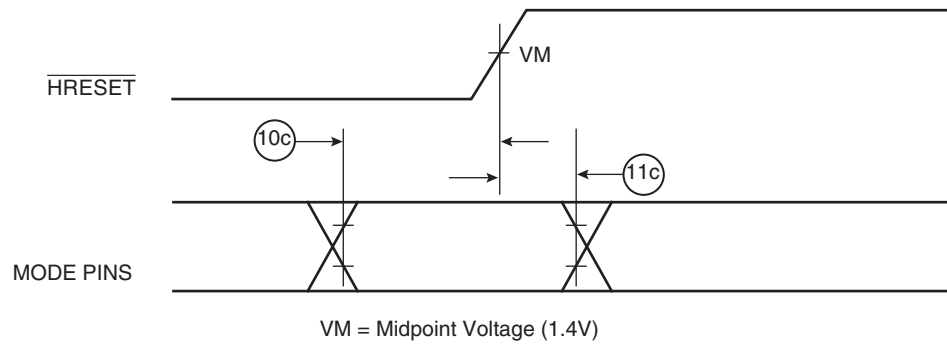 VM
HRESET
10c
11c
MODE PINS
VM = Midpoint Voltage (1.4V)